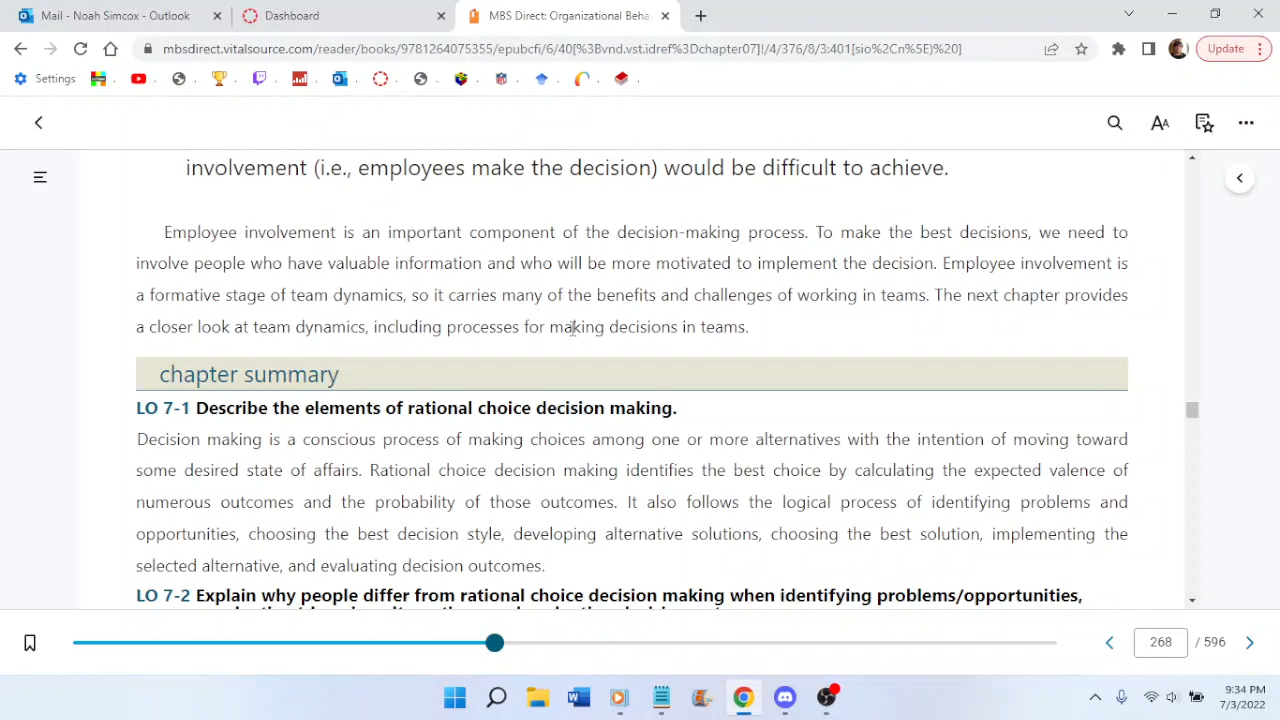 Mail - Noah Simcox - Outlook
Dashboard
MBS Direct: Organizational Beha
mbsdirect.vitalsource.com/reader/books/9781264075355/epubcfi/6/40[%3Bvnd.vst.idref%3Dchapter07]!/4/376/8/3:401[sio%2Cn%5E)%20]
Update
Settings
involvement (i.e., employees make the decision) would be difficult to achieve.
Employee involvement is an important component of the decision-making process. To make the best decisions, we need to
involve people who have valuable information and who will be more motivated to implement the decision. Employee involvement is
a formative stage of team dynamics, so it carries many of the benefits and challenges of working in teams. The next chapter provides
a closer look at team dynamics, including processes for making decisions in teams.
chapter summary
LO 7-1 Describe the elements of rational choice decision making.
Decision making is a conscious process of making choices among one or more alternatives with the intention of moving toward
some desired state of affairs. Rational choice decision making identifies the best choice by calculating the expected valence of
numerous outcomes and the probability of those outcomes. It also follows the logical process of identifying problems and
opportunities, choosing the best decision style, developing alternative solutions, choosing the best solution, implementing the
selected alternative, and evaluating decision outcomes.
LO 7-2 Explain why people differ from rational choice decision making when identifying problems/opportunities,
268 / 596
9:34 PM
7/3/2022